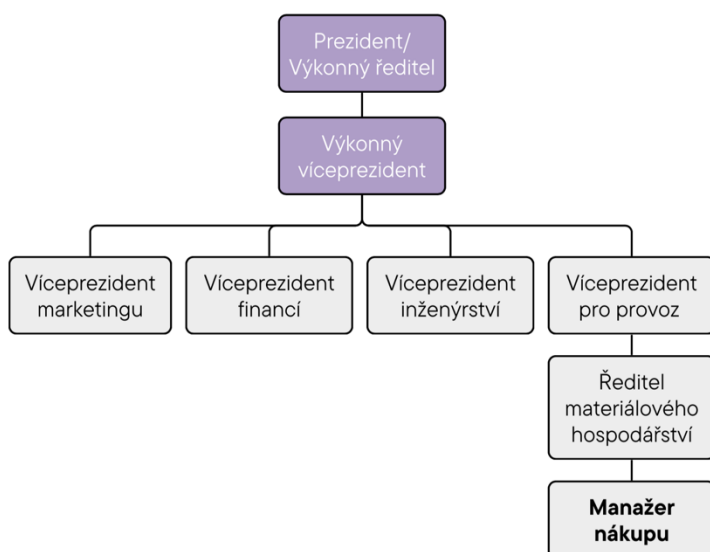 Prezident/
Výkonný ředitel
Výkonný
víceprezident
Víceprezident
marketingu
Víceprezident
financí
Víceprezident
inženýrství
Víceprezident
pro provoz
Ředitel
materiálového
hospodářství
Manažer
nákupu